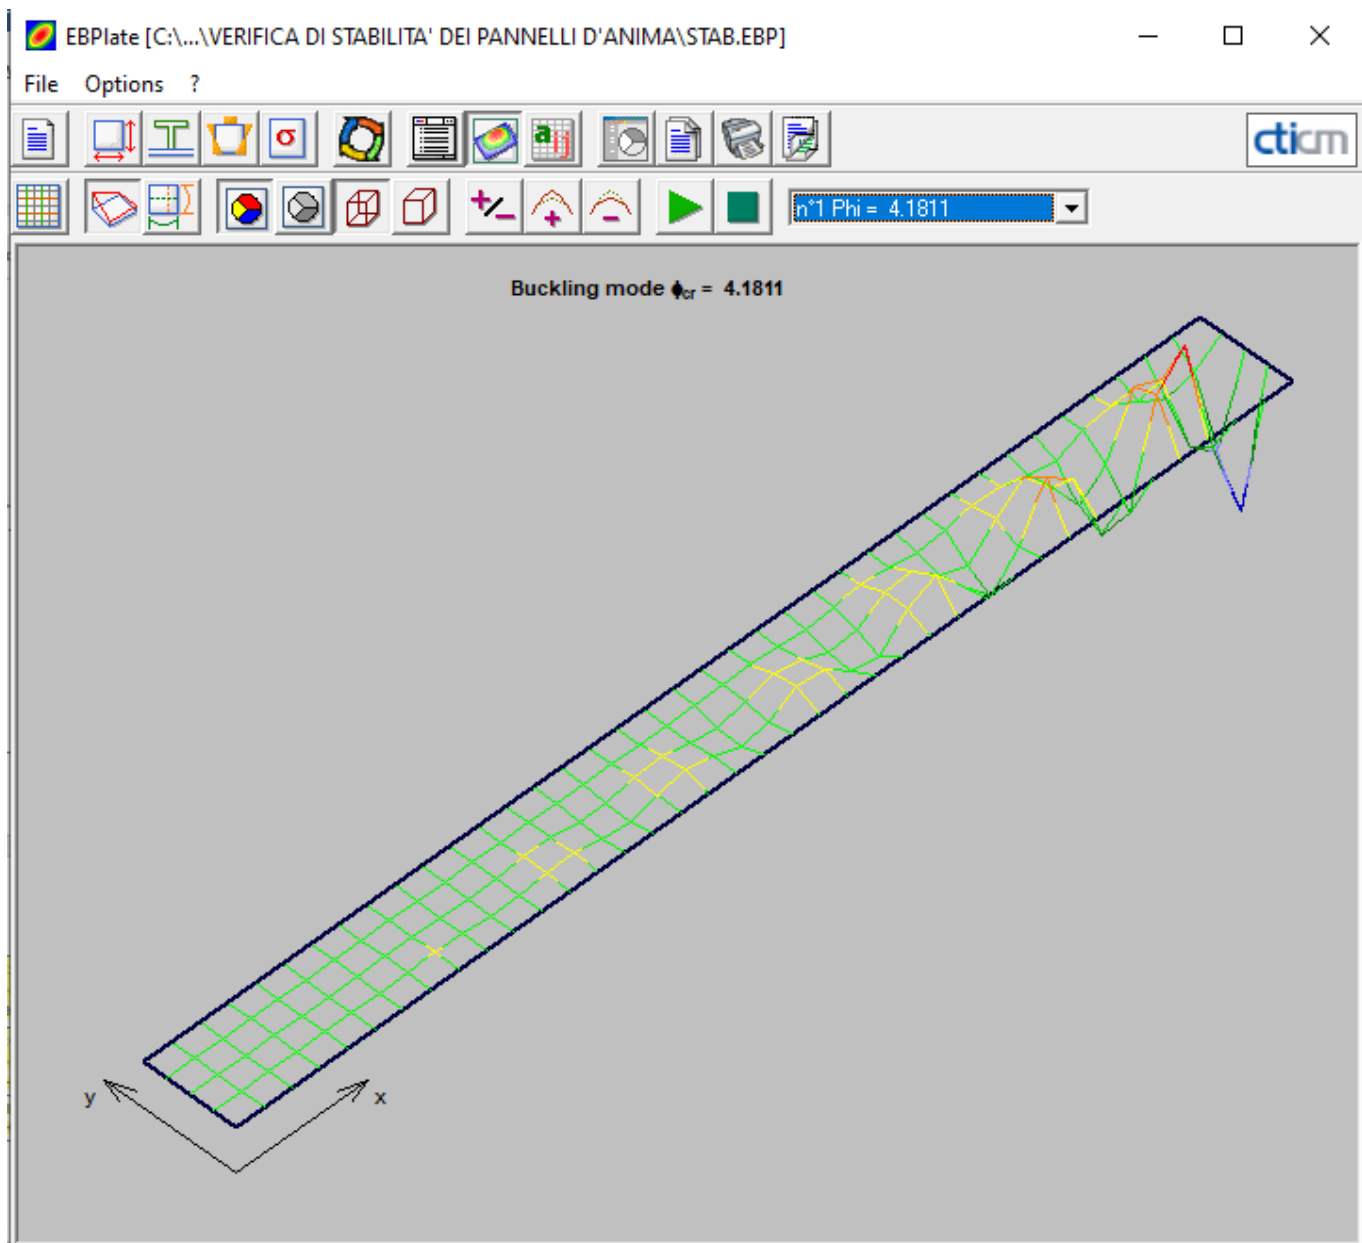 EBPlate [C:\...\VERIFICA DI STABILITA' DEI PANNELLI D'ANIMA\STAB.EBP]
File Options ?
σ aij cticm
+/- + - n°1 Phi = 4.1811
Buckling mode ϕcr = 4.1811
y x